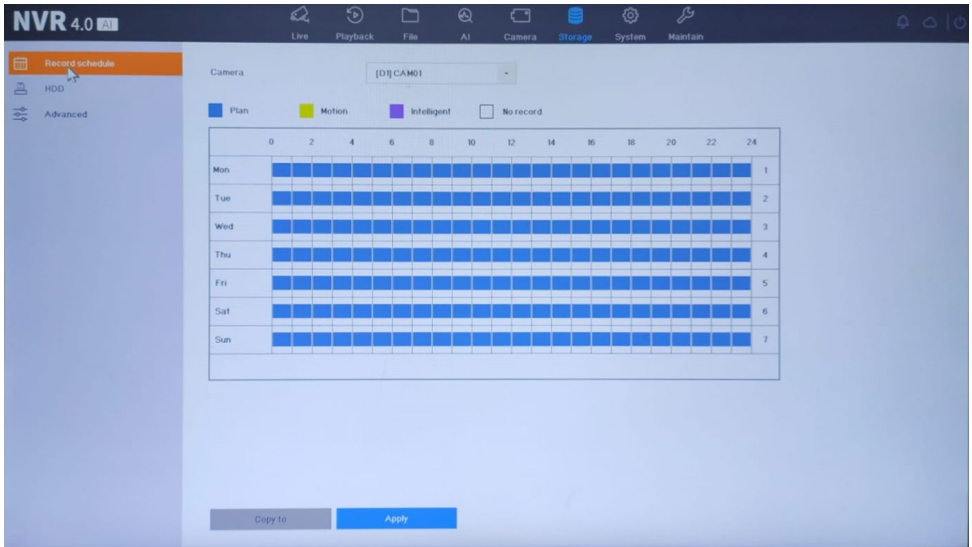 NVR 4.0 AI
Live Playback File AI Camera Storage System Maintain
Record schedule
HDD
Advanced
Camera [D1] CAM01
Plan Motion Intelligent No record
0 2 4 6 8 10 12 14 16 18 20 22 24
Mon 1
Tue 2
Wed 3
Thu 4
Fri 5
Sat 6
Sun 7
Copy to Apply